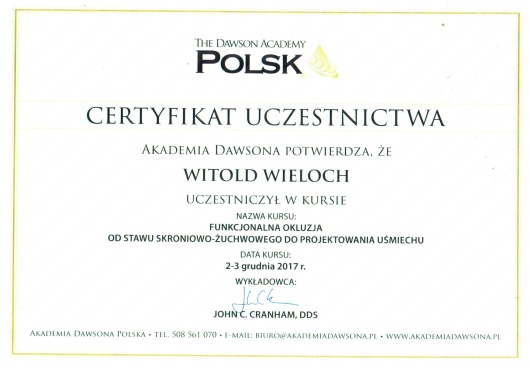 THE DAWSON ACADEMY
POLSK
CERTYFIKAT UCZESTNICTWA
AKADEMIA DAWSONA POTWIERDZA, ŻE
WITOLD WIELOCH
UCZESTNICZYŁ W KURSIE
NAZWA KURSU:
FUNKCJONALNA OKLUZJA
OD STAWU SKRONIOWO-ŻUCHWOWEGO DO PROJEKTOWANIA UŚMIECHU
DATA KURSU:
2-3 grudnia 2017 r.
WYKŁADOWCA:
JOHN C. CRANHAM, DDS
AKADEMIA DAWSONA POLSKA • TEL. 508 561 070 • E-MAIL: BIURO@AKADEMIADAWSONA.PL • WWW.AKADEMIADAWSONA.PL